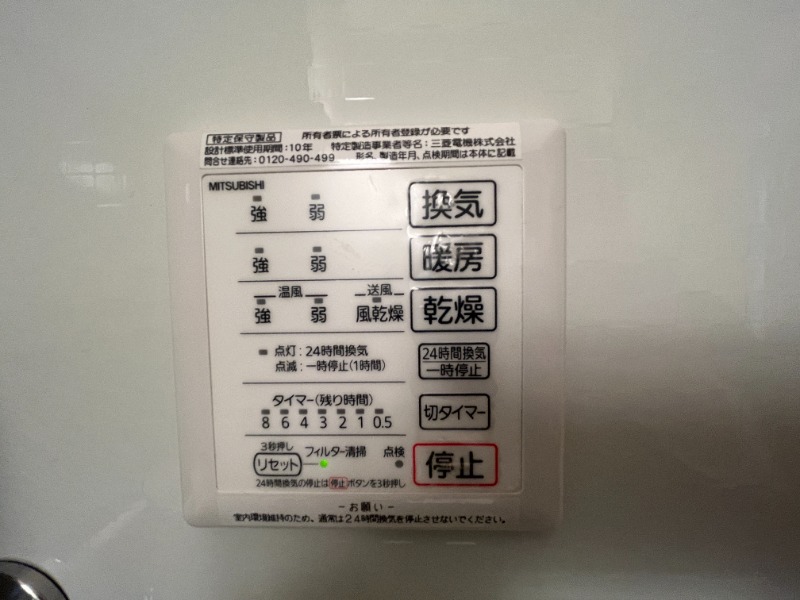 特定保守製品 所有者票による所有者登録が必要です
設計標準使用期間:10年 特定製造事業者等名:三菱電機株式会社
問合せ連絡先:0120-490-499 形名、製造年月、点検期間は本体に記載
MITSUBISHI
強 弱 換気
強 弱 暖房
温風 送風
強 弱 風乾燥 乾燥
点灯:24時間換気
点滅:一時停止(1時間)
24時間換気
一時停止
タイマー(残り時間)
8 6 4 3 2 1 0.5
切タイマー
3秒押し フィルター清掃 点検
リセット
停止
24時間換気の停止は停止ボタンを3秒押し
-お願い-
室内環境維持のため、通常は24時間換気を停止させないでください。